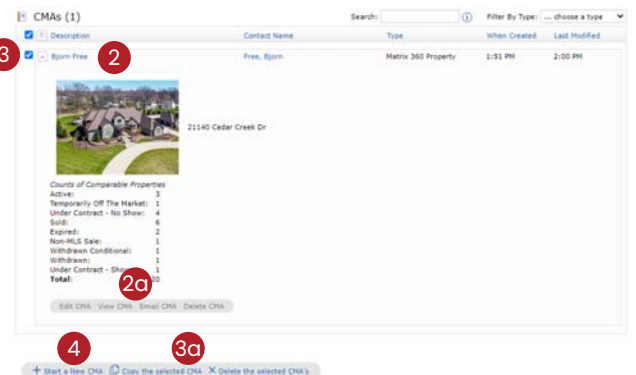 CMAs (1) Search: Filter By Type: ... choose a type
Description Contact Name Type When Created Last Modified
3 Bjorn Free 2 Free, Bjorn Matrix 360 Property 1:51 PM 2:00 PM
21140 Cedar Creek Dr
Counts of Comparable Properties
Active: 3
Temporarily Off The Market: 1
Under Contract - No Show: 4
Sold: 6
Expired: 2
Non-MLS Sale: 1
Withdrawn Conditional: 1
Withdrawn: 1
Under Contract - Show: 1
Total: 20
2a
Edit CMA View CMA Email CMA Delete CMA
4 3a
Start a New CMA Copy the selected CMA Delete the selected CMA's